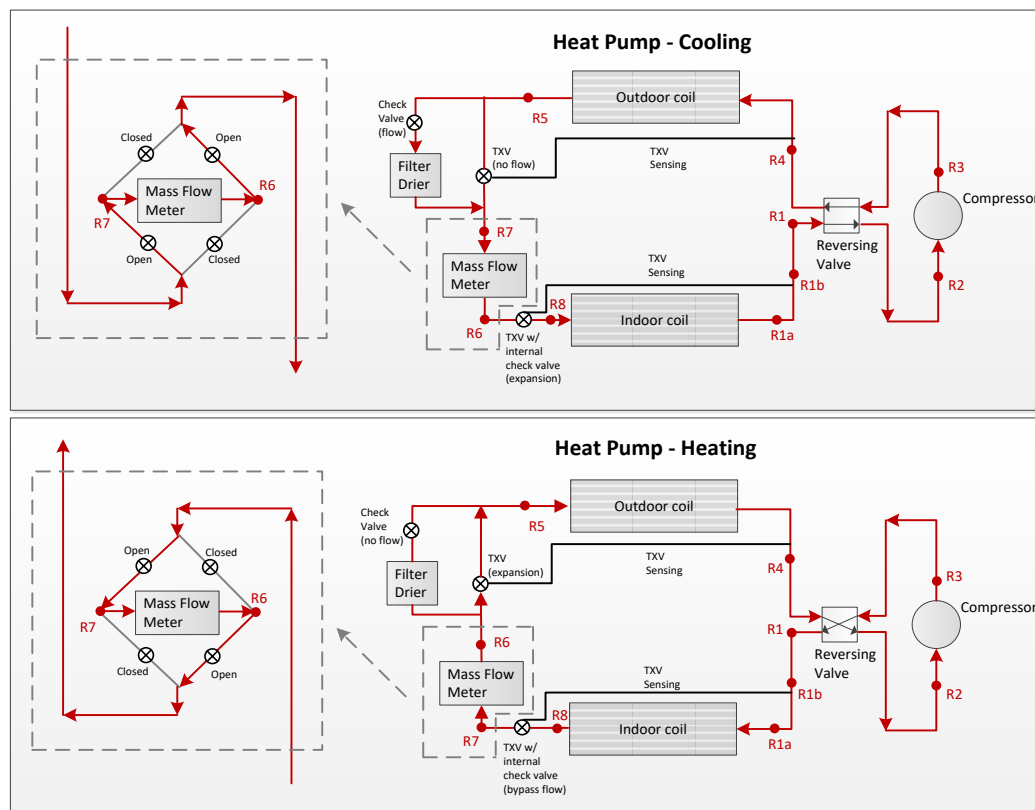 Heat Pump - Cooling
Closed
Open
Mass Flow
Meter
R6
R7
Open
Closed
Check
Valve
(flow)
R5
Outdoor coil
TXV
(no flow)
TXV
Sensing
R4
R3
Filter
Drier
Compressor
R7
R1
Reversing
Valve
Mass Flow
Meter
TXV
Sensing
R1b
R2
R8
R6
Indoor coil
R1a
TXV w/
internal
check valve
(expansion)
Heat Pump - Heating
Open
Closed
Mass Flow
Meter
R6
R7
Closed
Open
Check
Valve
(no flow)
R5
Outdoor coil
TXV
(expansion)
TXV
Sensing
R4
R3
Filter
Drier
Compressor
R6
R1
Reversing
Valve
Mass Flow
Meter
TXV
Sensing
R1b
R2
R8
R7
Indoor coil
R1a
TXV w/
internal
check valve
(bypass flow)